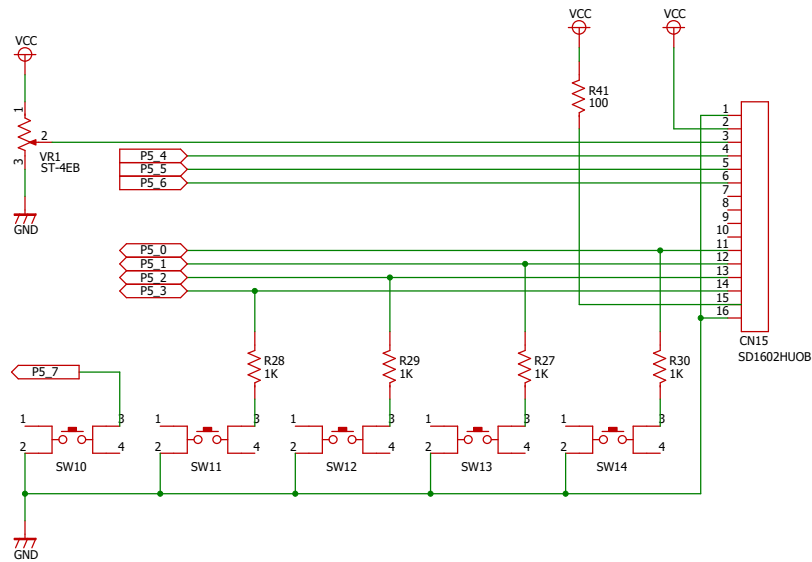 VCC
VCC
VCC
R41
100
1
2
3
VR1
ST-4EB
GND
P5_4
P5_5
P5_6
P5_0
P5_1
P5_2
P5_3
1
2
3
4
5
6
7
8
9
10
11
12
13
14
15
16
CN15
SD1602HUOB
R28
1K
R29
1K
R27
1K
R30
1K
P5_7
1
2
3
4
SW10
1
2
3
4
SW11
1
2
3
4
SW12
1
2
3
4
SW13
1
2
3
4
SW14
GND